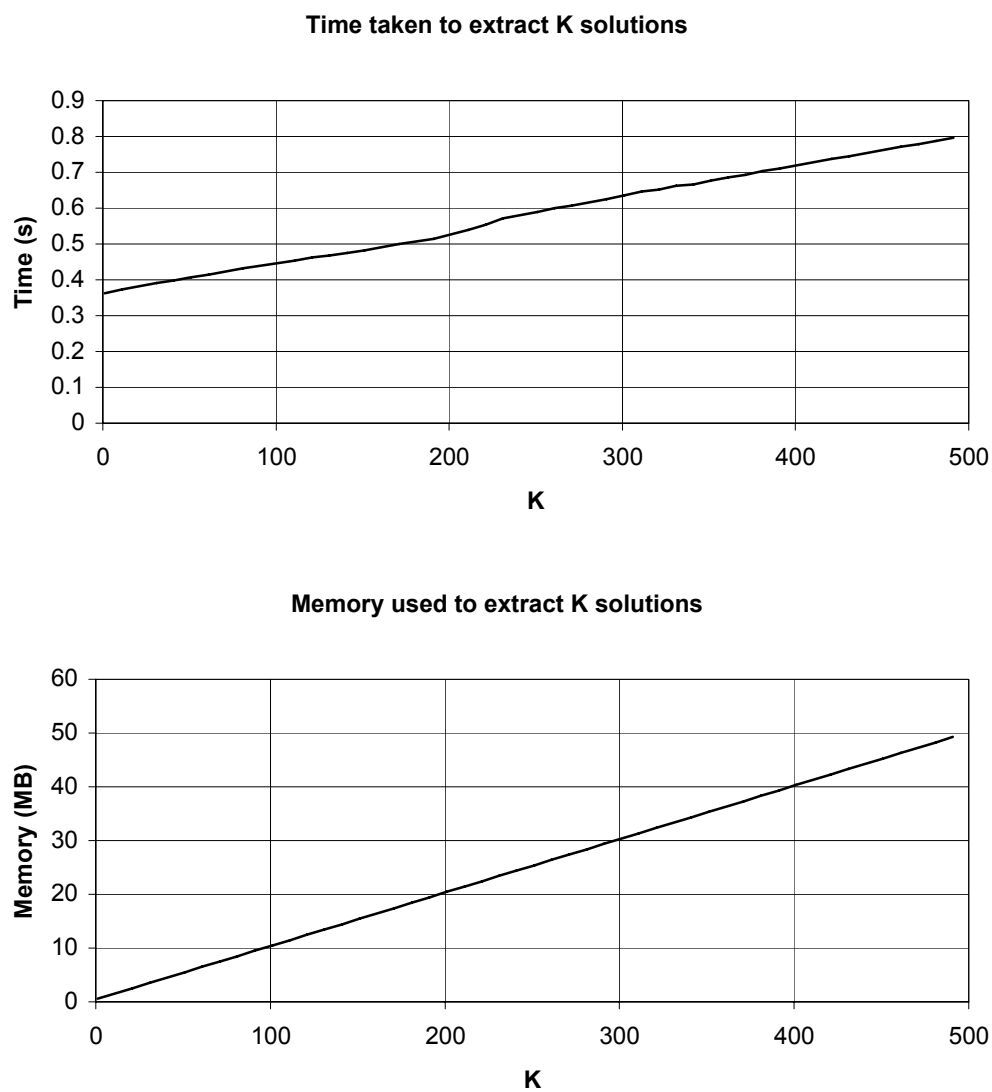 Time taken to extract K solutions
0.9
0.8
0.7
0.6
0.5
0.4
0.3
0.2
0.1
0
Time (s)
0 100 200 300 400 500
K
Memory used to extract K solutions
60
50
40
30
20
10
0
Memory (MB)
0 100 200 300 400 500
K